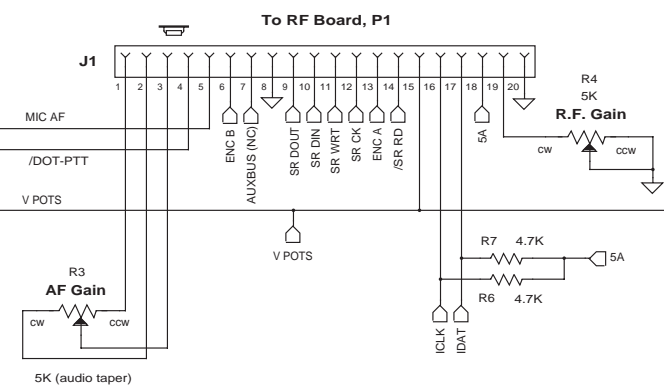 To RF Board, P1
J1
1 2 3 4 5 6 7 8 9 10 11 12 13 14 15 16 17 18 19 20
R4
5K
R.F. Gain
CW
CCW
MIC AF
/DOT-PTT
V POTS
ENC B
AUXBUS (NC)
SR DOUT
SR DIN
SR WRT
SR CK
ENC A
/SR RD
5A
V POTS
R7 4.7K
5A
R6 4.7K
ICLK
IDAT
R3
AF Gain
CW
CCW
5K (audio taper)